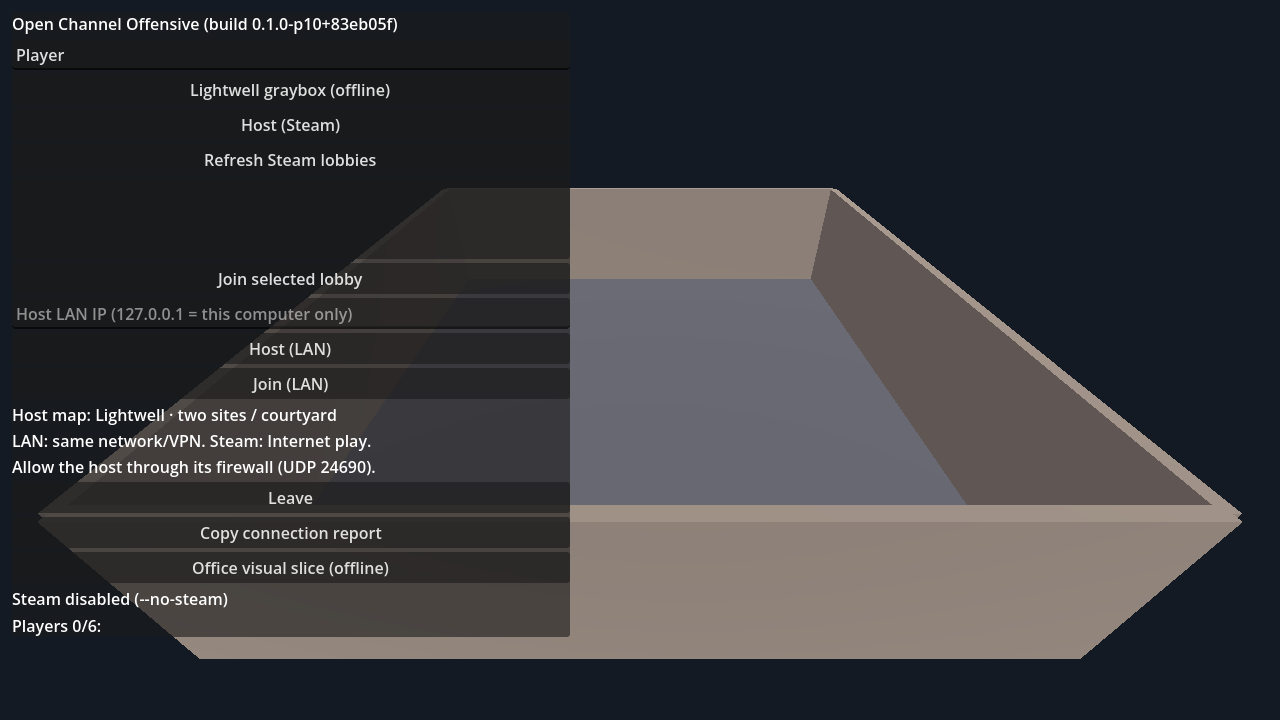 Open Channel Offensive (build 0.1.0-p10+83eb05f)
Player
Lightwell graybox (offline)
Host (Steam)
Refresh Steam lobbies
Join selected lobby
Host LAN IP (127.0.0.1 = this computer only)
Host (LAN)
Join (LAN)
Host map: Lightwell · two sites / courtyard
LAN: same network/VPN. Steam: Internet play.
Allow the host through its firewall (UDP 24690).
Leave
Copy connection report
Office visual slice (offline)
Steam disabled (--no-steam)
Players 0/6: